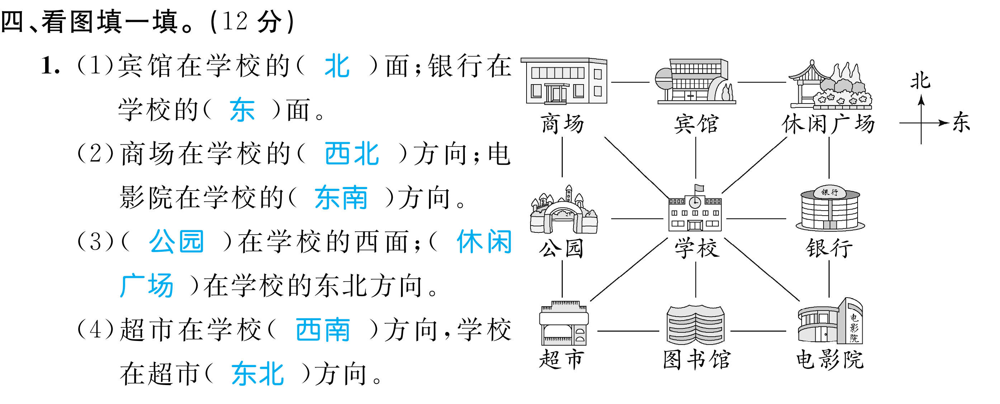 四、看图填一填。(12 分)
1. (1)宾馆在学校的( 北 )面;银行在
学校的( 东 )面。
(2)商场在学校的( 西北 )方向;电
影院在学校的( 东南 )方向。
(3)( 公园 )在学校的西面;( 休闲
广场 )在学校的东北方向。
(4)超市在学校( 西南 )方向,学校
在超市( 东北 )方向。
商场 宾馆 休闲广场
北
东
银行
公园 学校 银行
电影院
超市 图书馆 电影院